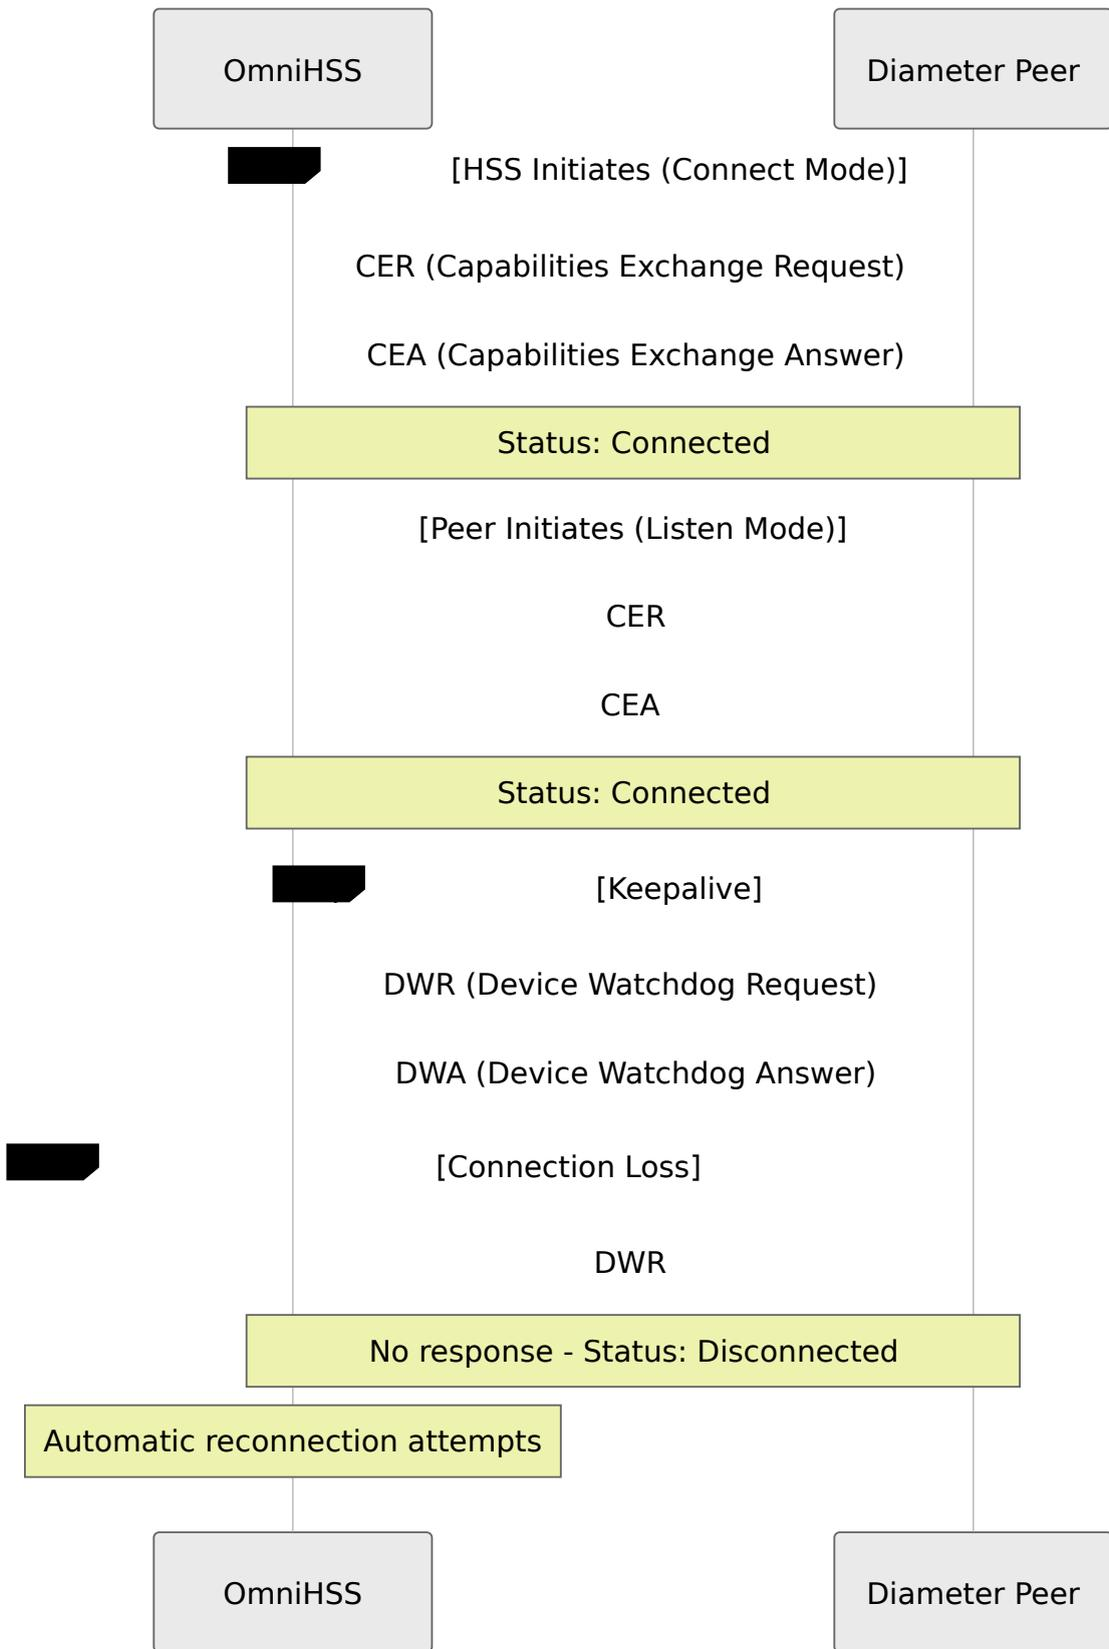 OmniHSS
Diameter Peer
[HSS Initiates (Connect Mode)]
CER (Capabilities Exchange Request)
CEA (Capabilities Exchange Answer)
Status: Connected
[Peer Initiates (Listen Mode)]
CER
CEA
Status: Connected
[Keepalive]
DWR (Device Watchdog Request)
DWA (Device Watchdog Answer)
[Connection Loss]
DWR
No response - Status: Disconnected
Automatic reconnection attempts
OmniHSS
Diameter Peer